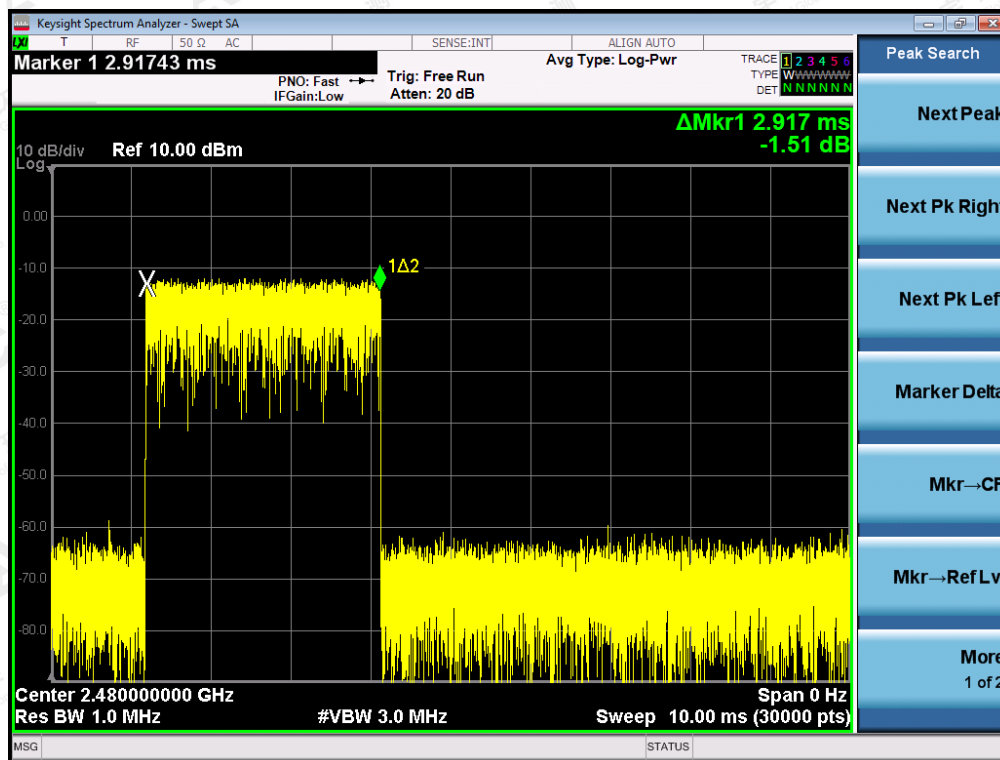 Keysight Spectrum Analyzer - Swept SA
LXI T RF 50 Ω AC SENSE:INT ALIGN AUTO
Marker 1 2.91743 ms
PNO: Fast
IFGain:Low
Trig: Free Run
Atten: 20 dB
Avg Type: Log-Pwr
TRACE 1 2 3 4 5 6
TYPE W
DET N N N N N N
ΔMkr1 2.917 ms
-1.51 dB
10 dB/div Ref 10.00 dBm
Log
1Δ2
0.00
-10.0
-20.0
-30.0
-40.0
-50.0
-60.0
-70.0
-80.0
Center 2.480000000 GHz Span 0 Hz
Res BW 1.0 MHz #VBW 3.0 MHz Sweep 10.00 ms (30000 pts)
MSG STATUS
Peak Search
Next Peak
Next Pk Right
Next Pk Left
Marker Delta
Mkr→CF
Mkr→Ref Lv
More
1 of 2